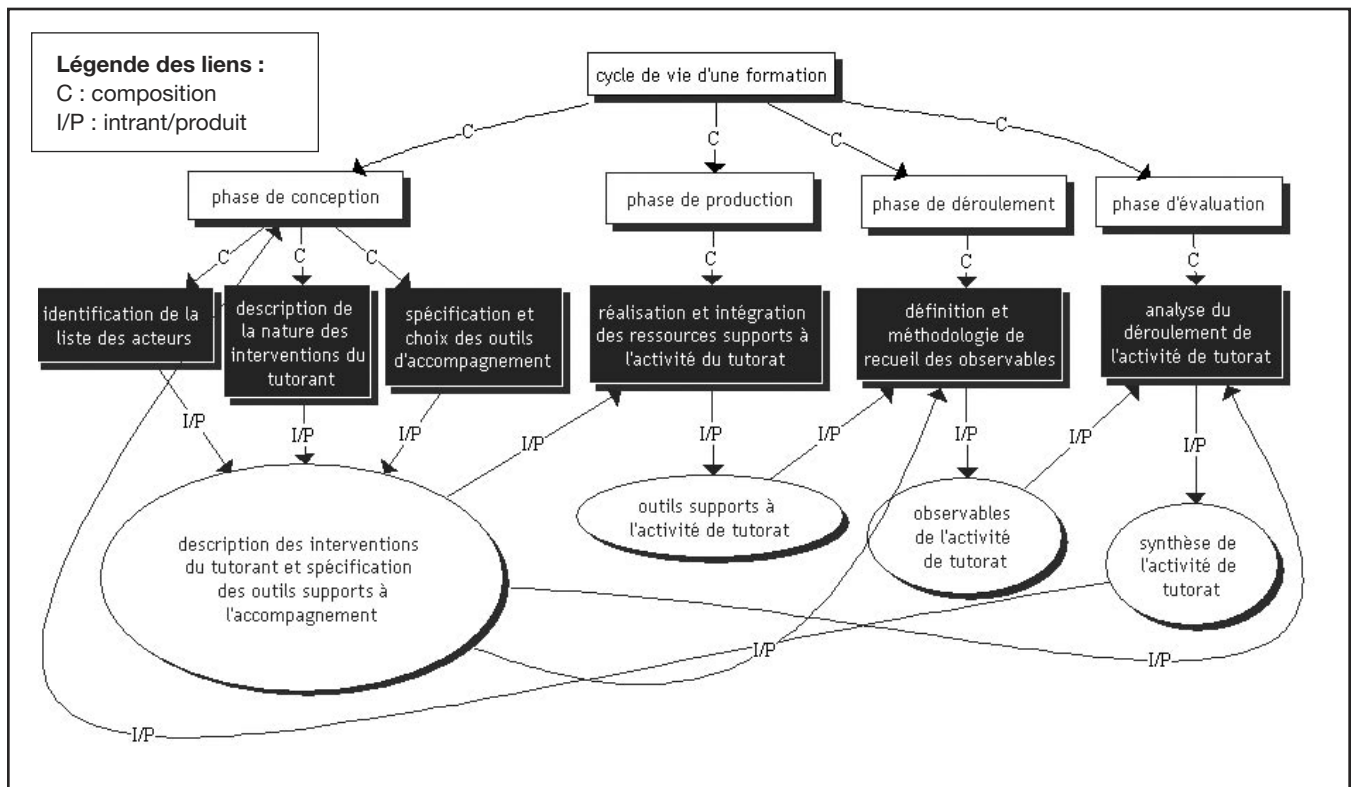 Légende des liens :
C : composition
I/P : intrant/produit
cycle de vie d'une formation
C
C
C
C
phase de conception
phase de production
phase de déroulement
phase d'évaluation
C
C
C
C
C
C
identification de la
liste des acteurs
description de
la nature des
interventions du
tutorant
spécification et
choix des outils
d'accompagnement
réalisation et intégration
des ressources supports à
l'activité du tutorat
définition et
méthodologie de
recueil des observables
analyse du
déroulement de
l'activité de tutorat
I/P
I/P
I/P
I/P
I/P
I/P
I/P
I/P
I/P
description des interventions
du tutorant et spécification
des outils supports à
l'accompagnement
outils supports à
l'activité de tutorat
observables
de l'activité
de tutorat
synthèse de
l'activité de
tutorat
I/P
I/P
I/P